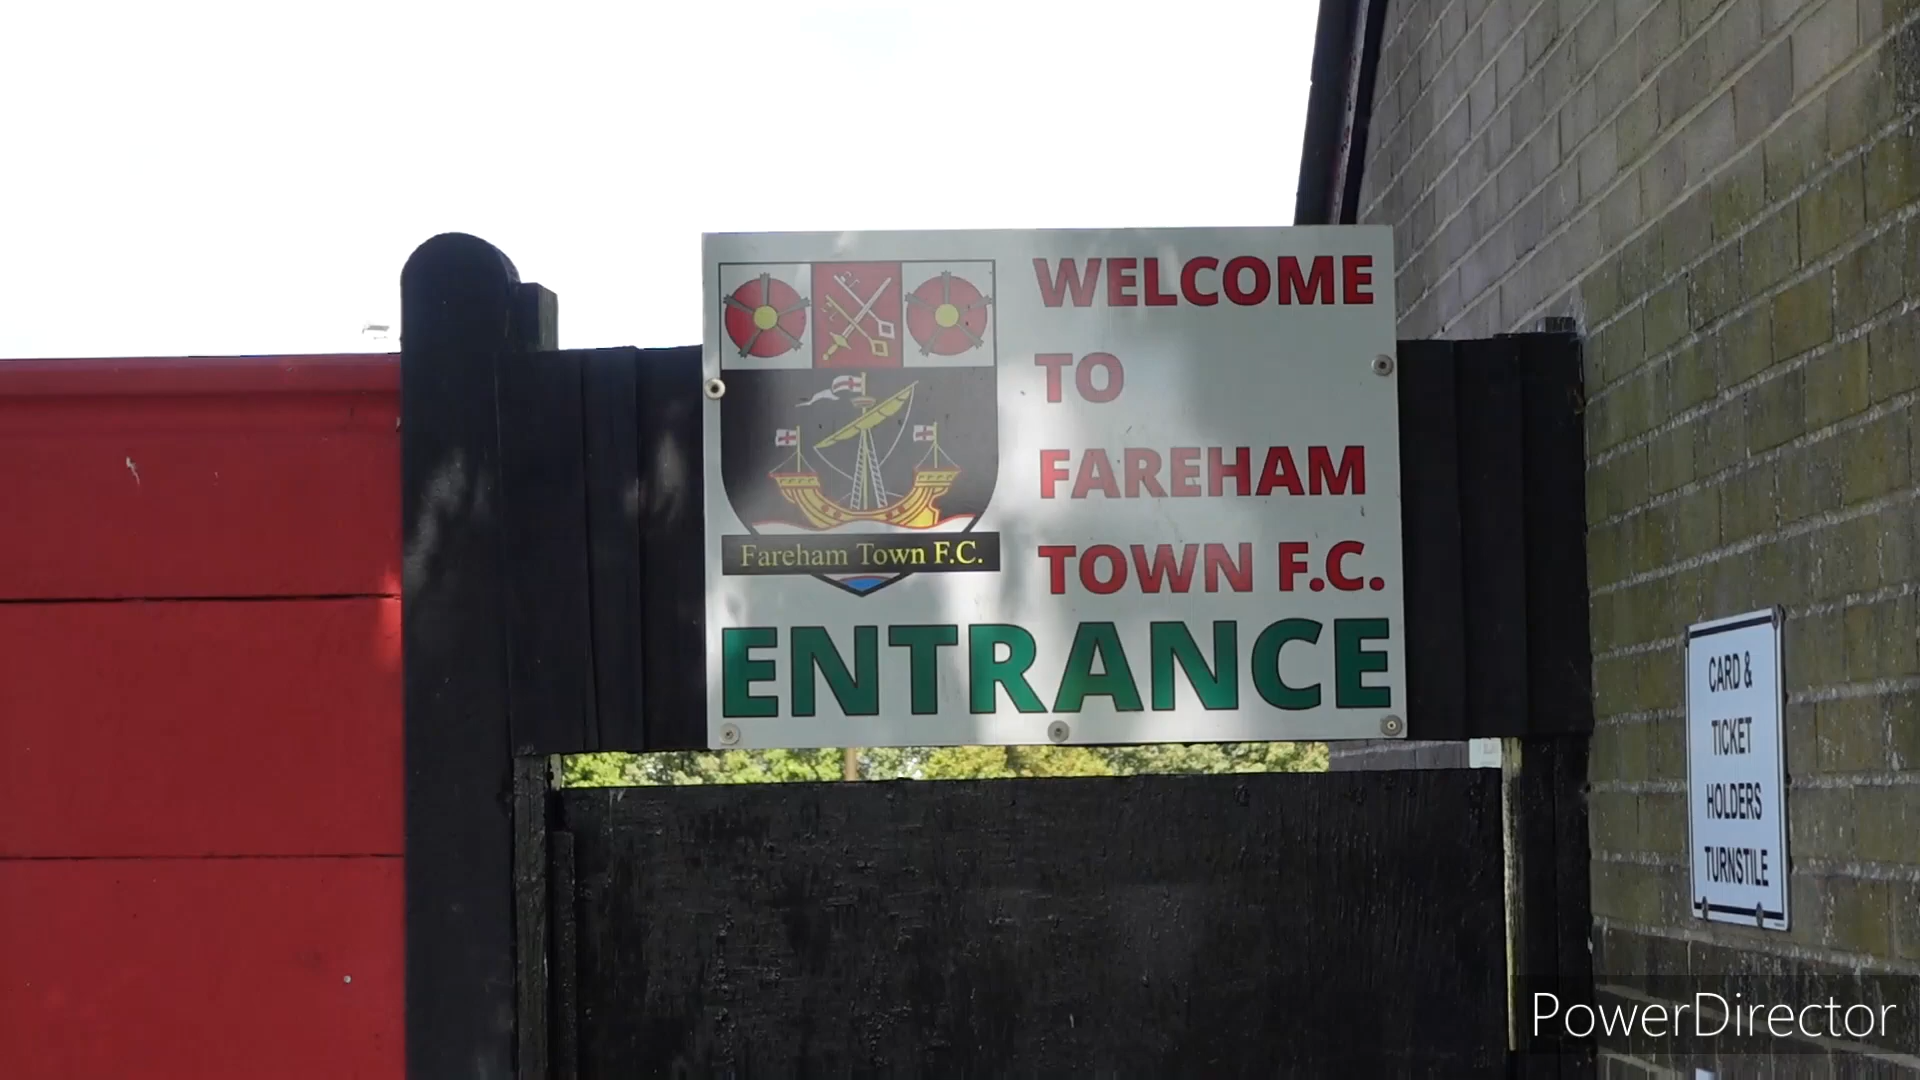 WELCOME
TO
FAREHAM
TOWN F.C.
Fareham Town F.C.
ENTRANCE
CARD &
TICKET
HOLDERS
TURNSTILE
PowerDirector